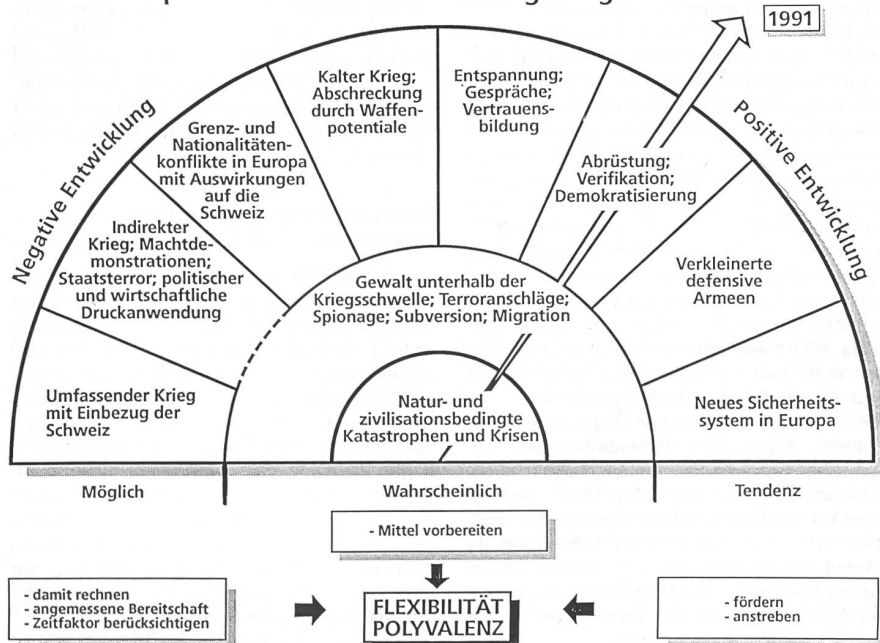 1991
Negative Entwicklung
Positive Entwicklung
Umfassender Krieg
mit Einbezug der
Schweiz
Indirekter
Krieg; Machtde-
monstrationen;
Staatsterror; politischer
und wirtschaftliche
Druckanwendung
Grenz- und
Nationalitäten-
konflikte in Europa
mit Auswirkungen
auf die
Schweiz
Kalter Krieg;
Abschreckung
durch Waffen-
potentiale
Entspannung;
Gespräche;
Vertrauens-
bildung
Abrüstung;
Verifikation;
Demokratisierung
Verkleinerte
defensive
Armeen
Neues Sicherheits-
system in Europa
Gewalt unterhalb der
Kriegsschwelle; Terroranschläge;
Spionage; Subversion; Migration
Natur- und
zivilisationsbedingte
Katastrophen und Krisen
Möglich
Wahrscheinlich
Tendenz
- Mittel vorbereiten
- damit rechnen
- angemessene Bereitschaft
- Zeitfaktor berücksichtigen
FLEXIBILITÄT
POLYVALENZ
- fördern
- anstreben